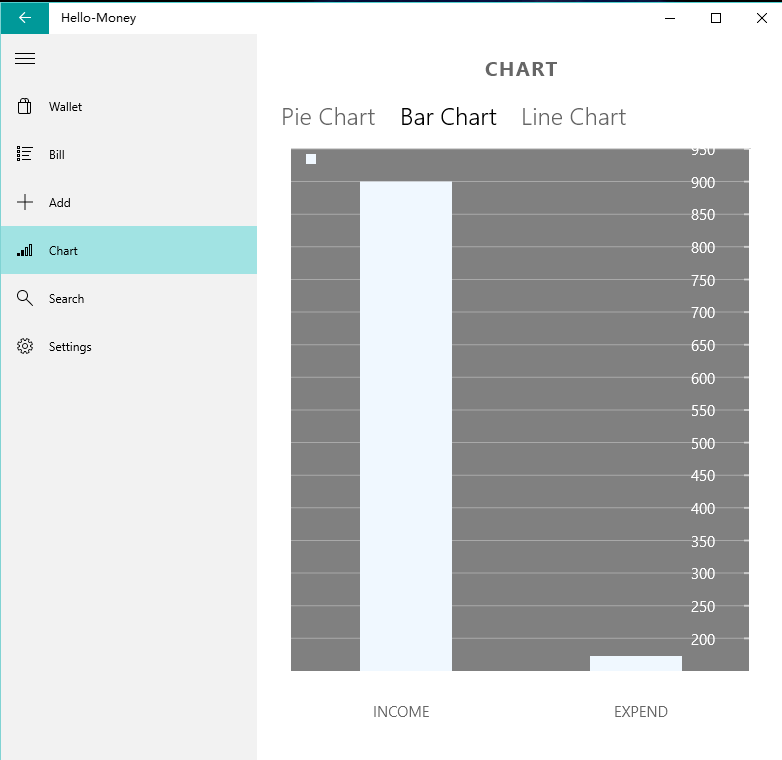 Hello-Money
Wallet
Bill
Add
Chart
Search
Settings
CHART
Pie Chart Bar Chart Line Chart
950
900
850
800
750
700
650
600
550
500
450
400
350
300
250
200
INCOME EXPEND